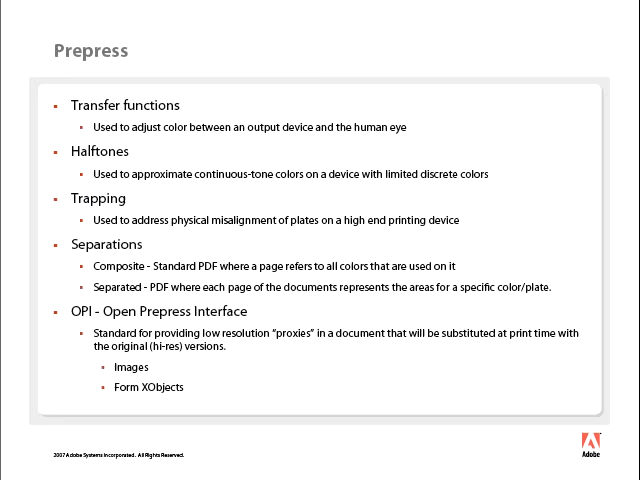 Prepress
Transfer functions
Used to adjust color between an output device and the human eye
Halftones
Used to approximate continuous-tone colors on a device with limited discrete colors
Trapping
Used to address physical misalignment of plates on a high end printing device
Separations
Composite - Standard PDF where a page refers to all colors that are used on it
Separated - PDF where each page of the documents represents the areas for a specific color/plate.
OPI - Open Prepress Interface
Standard for providing low resolution “proxies” in a document that will be substituted at print time with
the original (hi-res) versions.
Images
Form XObjects
2007 Adobe Systems Incorporated. All Rights Reserved.
Adobe